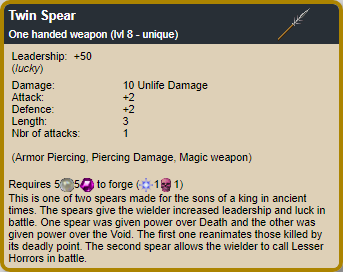 Twin Spear
One handed weapon (lvl 8 - unique)
Leadership: +50
(lucky)
Damage: 10 Unlife Damage
Attack: +2
Defence: +2
Length: 3
Nbr of attacks: 1
(Armor Piercing, Piercing Damage, Magic weapon)
Requires 5 5 to forge ( 1 1)
This is one of two spears made for the sons of a king in ancient
times. The spears give the wielder increased leadership and luck in
battle. One spear was given power over Death and the other was
given power over the Void. The first one reanimates those killed by
its deadly point. The second spear allows the wielder to call Lesser
Horrors in battle.